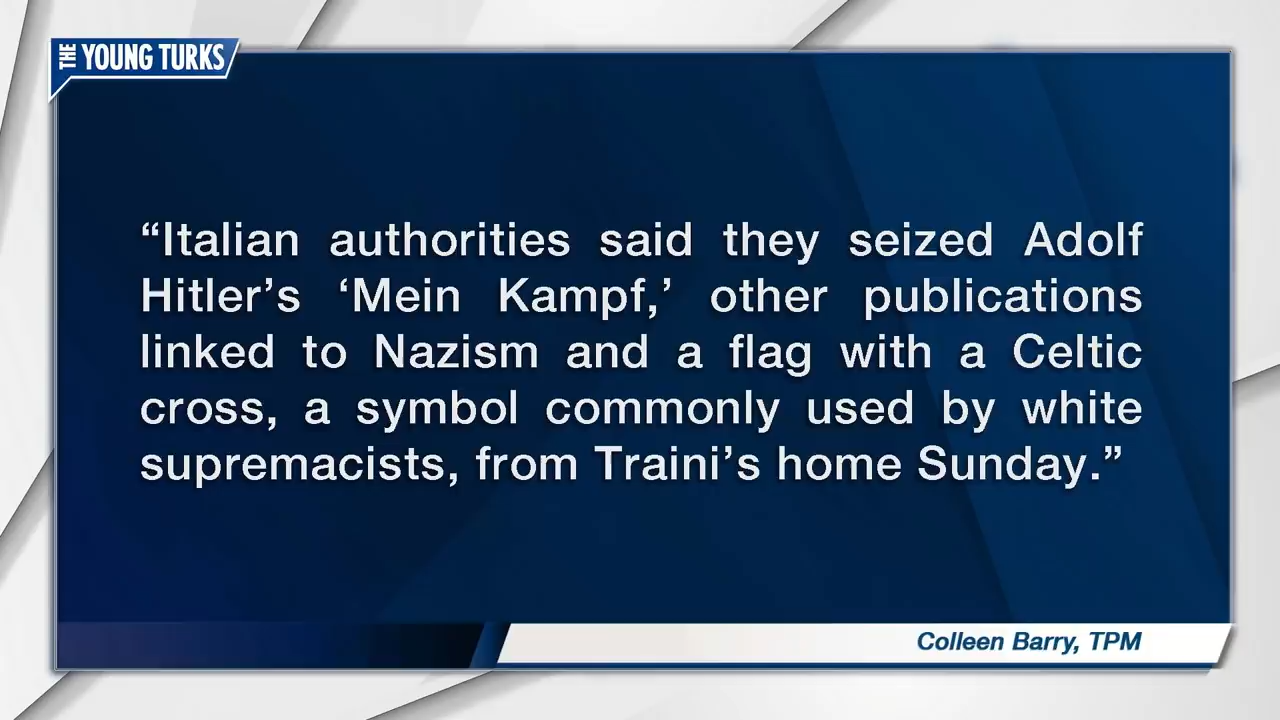 THE YOUNG TURKS
“Italian authorities said they seized Adolf
Hitler’s ‘Mein Kampf,’ other publications
linked to Nazism and a flag with a Celtic
cross, a symbol commonly used by white
supremacists, from Traini’s home Sunday.”
Colleen Barry, TPM